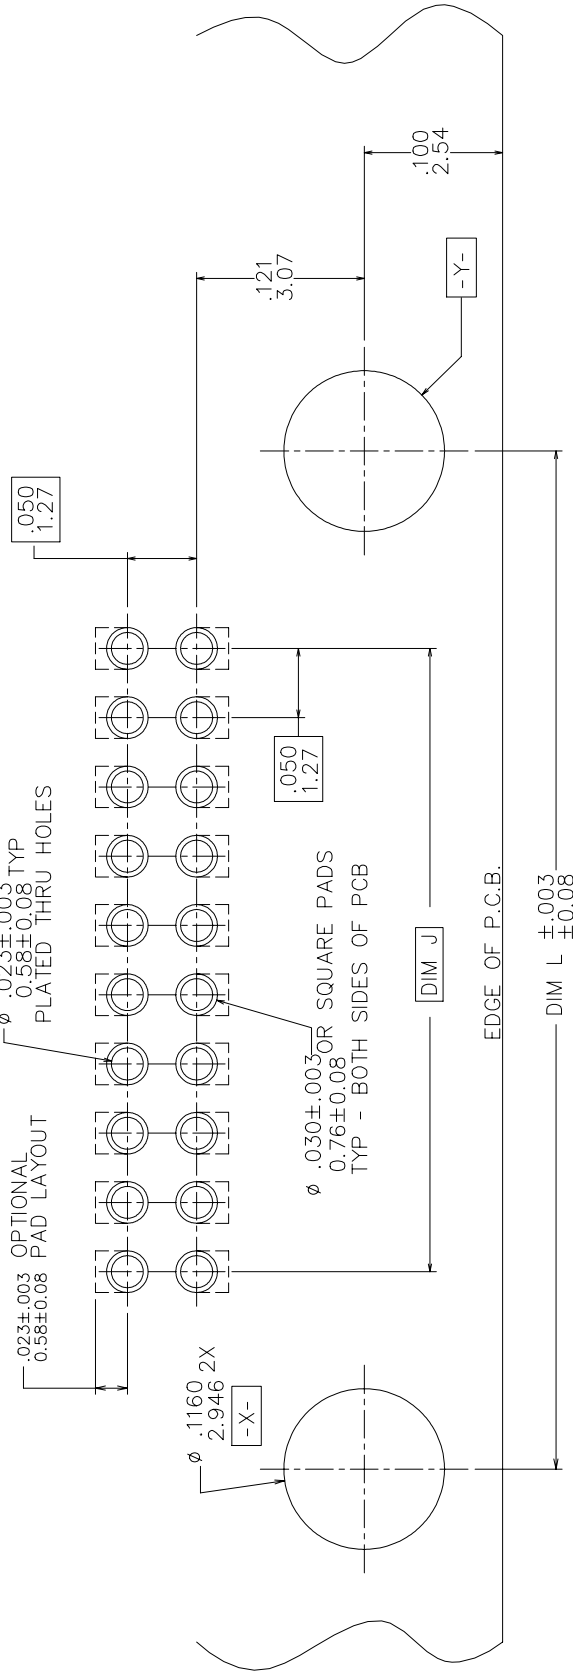 .023±.003
0.58±0.08
OPTIONAL
PAD LAYOUT
⌀ .023±.003
0.58±0.08 TYP
PLATED THRU HOLES
.050
1.27
⌀ .1160 2X
2.946
-X-
⌀ .030±.003 OR SQUARE PADS
0.76±0.08
TYP - BOTH SIDES OF PCB
.050
1.27
.121
3.07
.100
2.54
DIM J
-Y-
EDGE OF P.C.B.
DIM L ±.003
±0.08